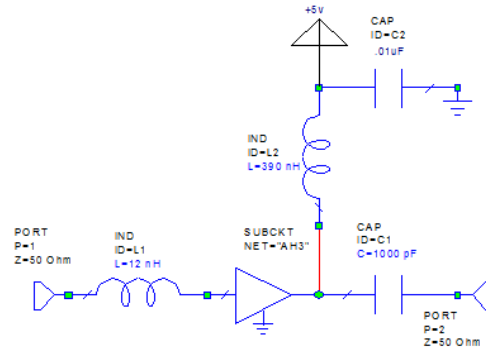 +5v
CAP
ID=C2
.01uF
IND
ID=L2
L=390 nH
PORT
P=1
Z=50 Ohm
IND
ID=L1
L=12 nH
SUBCKT
NET="AH3"
CAP
ID=C1
C=1000 pF
PORT
P=2
Z=50 Ohm